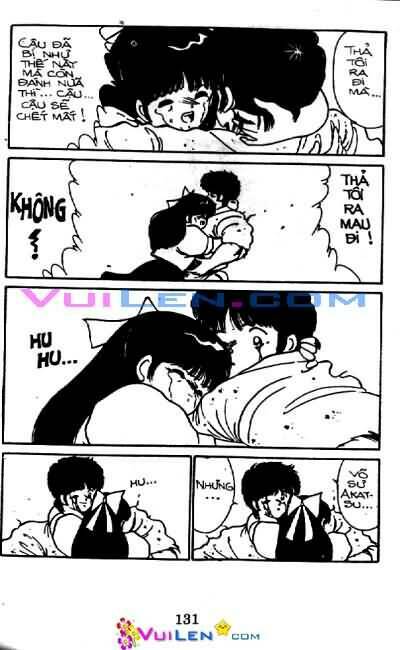 CẬU ĐÃ
BỊ NHƯ
THẾ NÀY
MÀ CÒN
ĐÁNH NỮA
THÌ... CẬU...
CẬU SẼ
CHẾT MẤT!
THẢ
TÔI
RA
ĐI
MÀ...
KHÔNG
!
THẢ
TÔI
RA
MAU
ĐI!
VUILEN.COM
HU
HU...
HU...
NHƯNG
...
VÕ
SƯ
AKAT-
SU...
131
VUILEN.COM